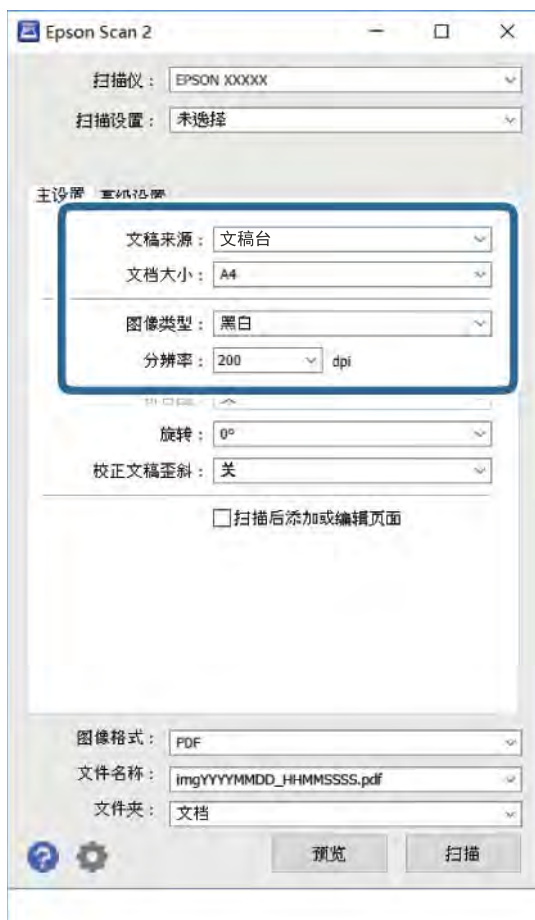 Epson Scan 2
扫描仪： EPSON XXXXX
扫描设置： 未选择
主设置
文稿来源： 文稿台
文档大小： A4
图像类型： 黑白
分辨率： 200 dpi
旋转： 0°
校正文稿歪斜： 关
扫描后添加或编辑页面
图像格式： PDF
文件名称： imgYYYYMMDD_HHMMSSSS.pdf
文件夹： 文档
? 预览 扫描